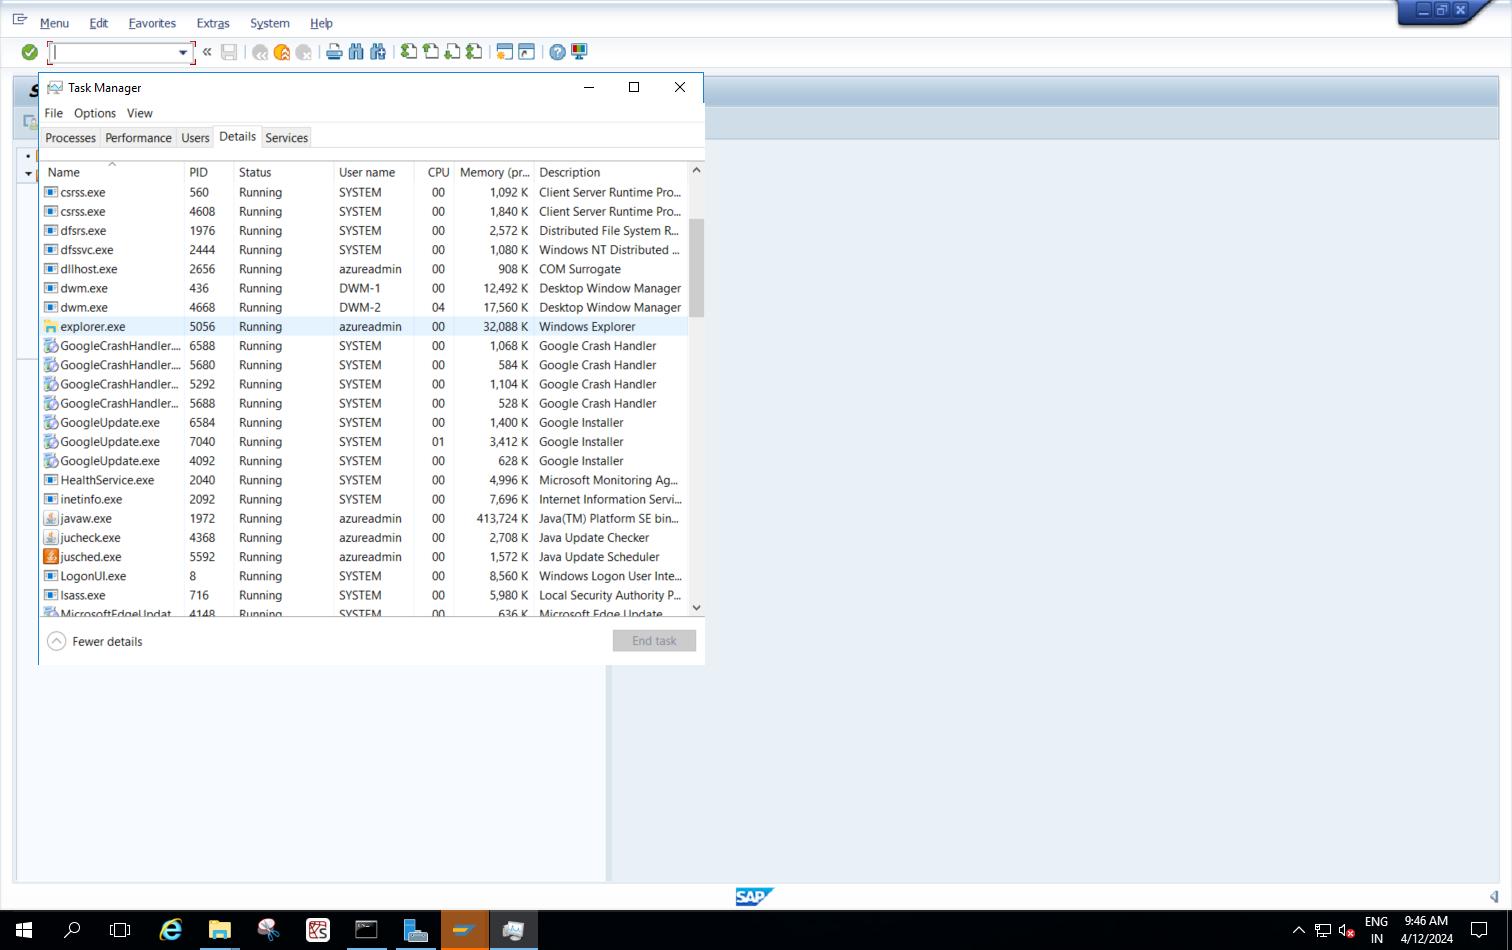 Menu Edit Favorites Extras System Help
Task Manager
File Options View
Processes Performance Users Details Services
Name PID Status User name CPU Memory (pr... Description
csrss.exe 560 Running SYSTEM 00 1,092 K Client Server Runtime Pro...
csrss.exe 4608 Running SYSTEM 00 1,840 K Client Server Runtime Pro...
dfsrs.exe 1976 Running SYSTEM 00 2,572 K Distributed File System R...
dfssvc.exe 2444 Running SYSTEM 00 1,080 K Windows NT Distributed ...
dllhost.exe 2656 Running azureadmin 00 908 K COM Surrogate
dwm.exe 436 Running DWM-1 00 12,492 K Desktop Window Manager
dwm.exe 4668 Running DWM-2 04 17,560 K Desktop Window Manager
explorer.exe 5056 Running azureadmin 00 32,088 K Windows Explorer
GoogleCrashHandler.... 6588 Running SYSTEM 00 1,068 K Google Crash Handler
GoogleCrashHandler.... 5680 Running SYSTEM 00 584 K Google Crash Handler
GoogleCrashHandler... 5292 Running SYSTEM 00 1,104 K Google Crash Handler
GoogleCrashHandler... 5688 Running SYSTEM 00 528 K Google Crash Handler
GoogleUpdate.exe 6584 Running SYSTEM 00 1,400 K Google Installer
GoogleUpdate.exe 7040 Running SYSTEM 01 3,412 K Google Installer
GoogleUpdate.exe 4092 Running SYSTEM 00 628 K Google Installer
HealthService.exe 2040 Running SYSTEM 00 4,996 K Microsoft Monitoring Ag...
inetinfo.exe 2092 Running SYSTEM 00 7,696 K Internet Information Servi...
javaw.exe 1972 Running azureadmin 00 413,724 K Java(TM) Platform SE bin...
jucheck.exe 4368 Running azureadmin 00 2,708 K Java Update Checker
jusched.exe 5592 Running azureadmin 00 1,572 K Java Update Scheduler
LogonUI.exe 8 Running SYSTEM 00 8,560 K Windows Logon User Inte...
lsass.exe 716 Running SYSTEM 00 5,980 K Local Security Authority P...
MicrosoftEdgeUpdat... 4148 Running SYSTEM 00 636 K Microsoft Edge Update
Fewer details End task
SAP
ENG 9:46 AM
IN 4/12/2024